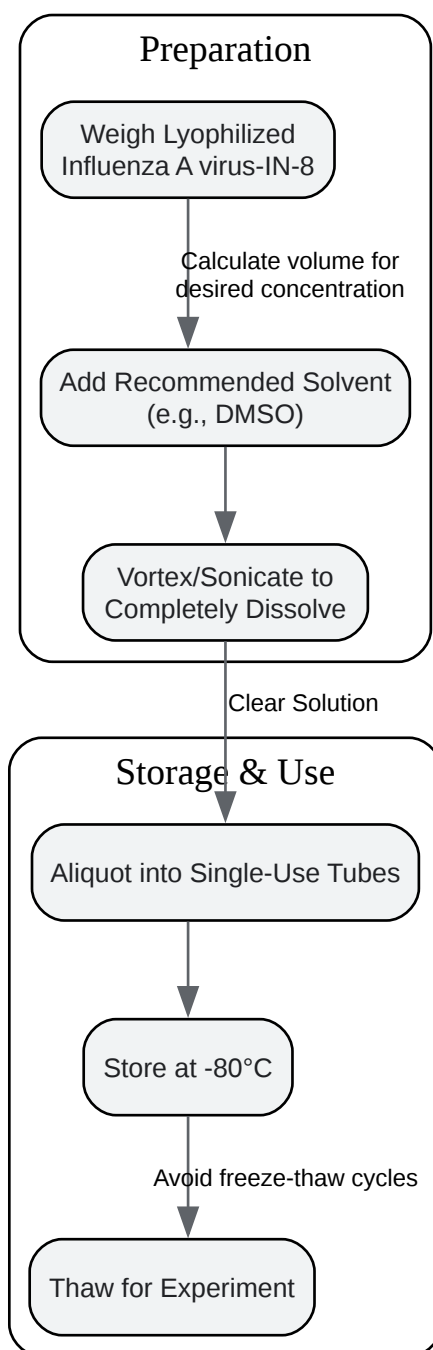 Preparation
Weigh Lyophilized
Influenza A virus-IN-8
Calculate volume for
desired concentration
Add Recommended Solvent
(e.g., DMSO)
Vortex/Sonicate to
Completely Dissolve
Clear Solution
Storage & Use
Aliquot into Single-Use Tubes
Store at -80°C
Avoid freeze-thaw cycles
Thaw for Experiment